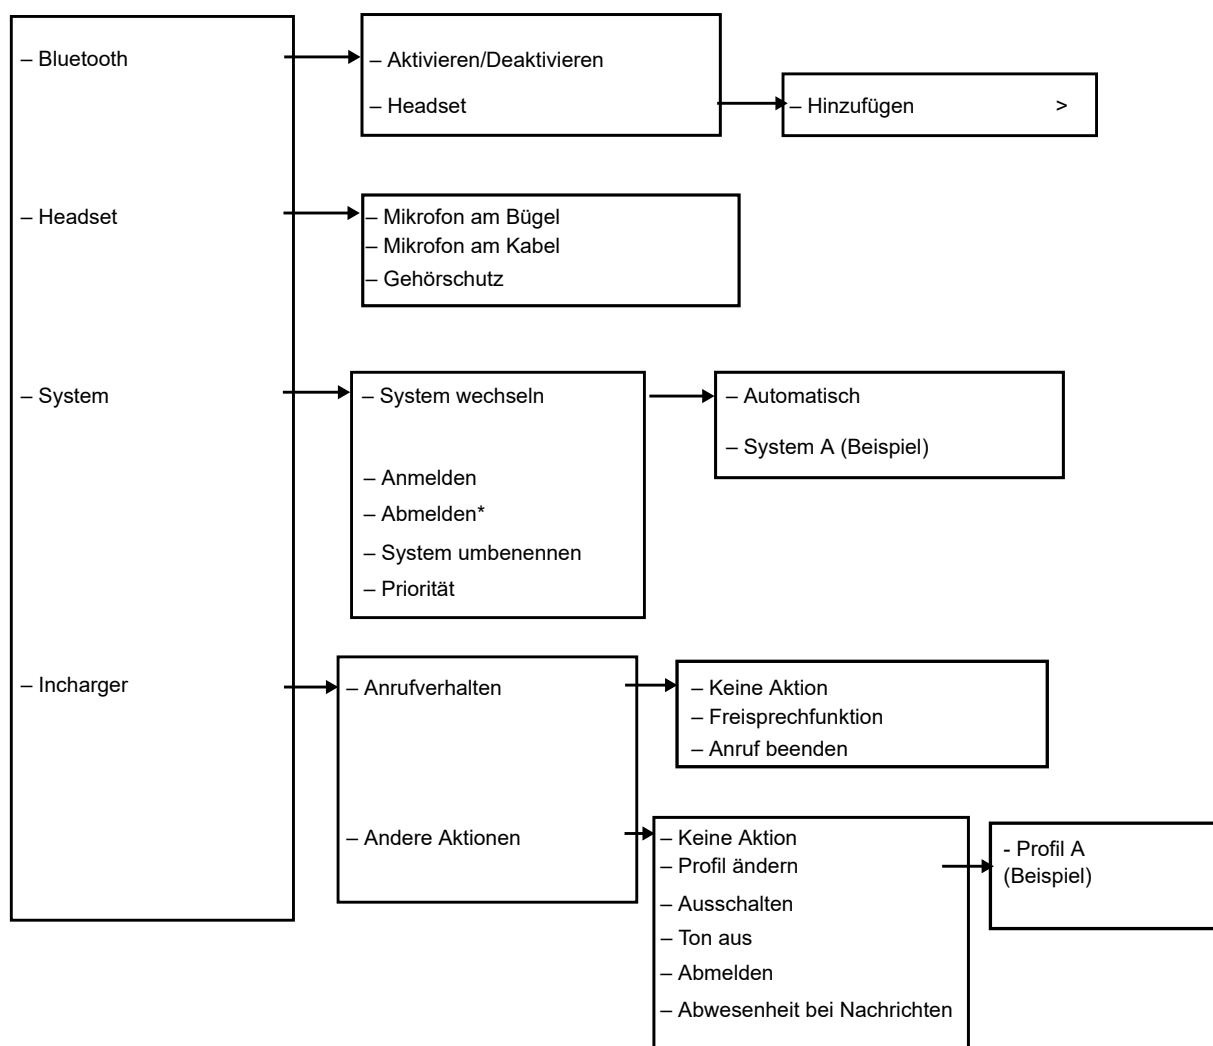 – Bluetooth
– Aktivieren/Deaktivieren
– Headset
– Hinzufügen >
– Headset
– Mikrofon am Bügel
– Mikrofon am Kabel
– Gehörschutz
– System
– System wechseln
– Automatisch
– System A (Beispiel)
– Anmelden
– Abmelden*
– System umbenennen
– Priorität
– Incharger
– Anrufverhalten
– Keine Aktion
– Freisprechfunktion
– Anruf beenden
– Andere Aktionen
– Keine Aktion
– Profil ändern
- Profil A
(Beispiel)
– Ausschalten
– Ton aus
– Abmelden
– Abwesenheit bei Nachrichten